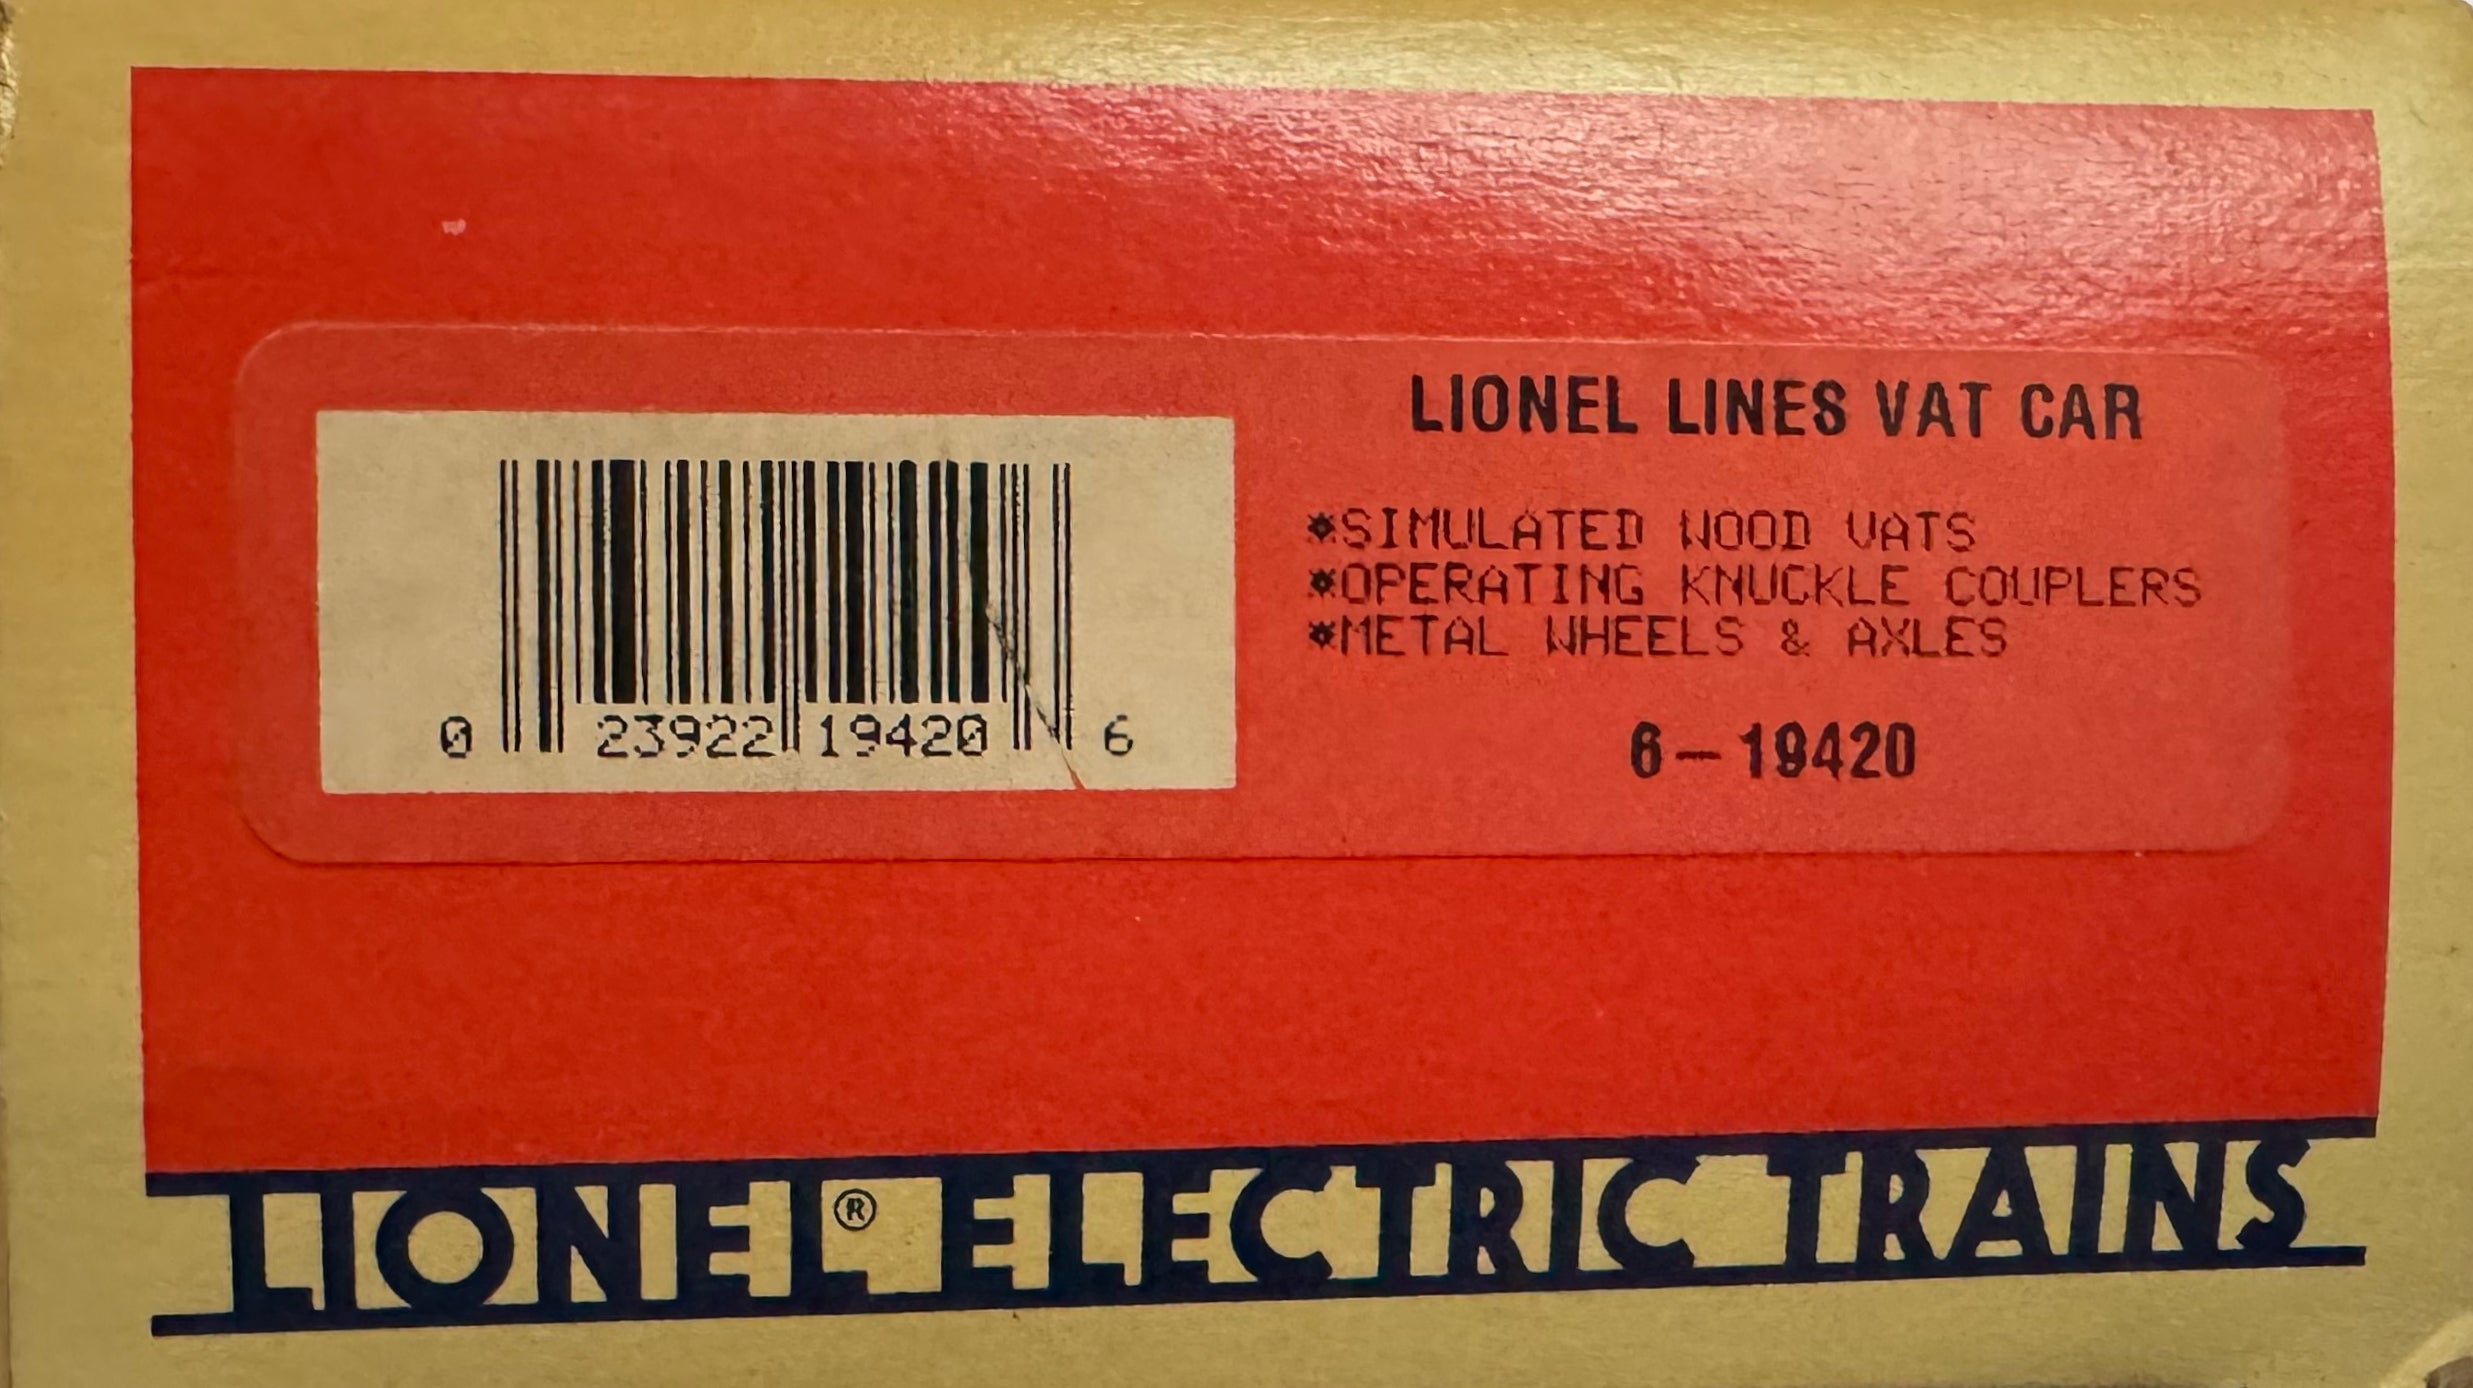 LIONEL LINES VAT CAR
*SIMULATED WOOD VATS
*OPERATING KNUCKLE COUPLERS
*METAL WHEELS & AXLES
6-19420
0 23922 19420 6
LIONEL® ELECTRIC TRAINS